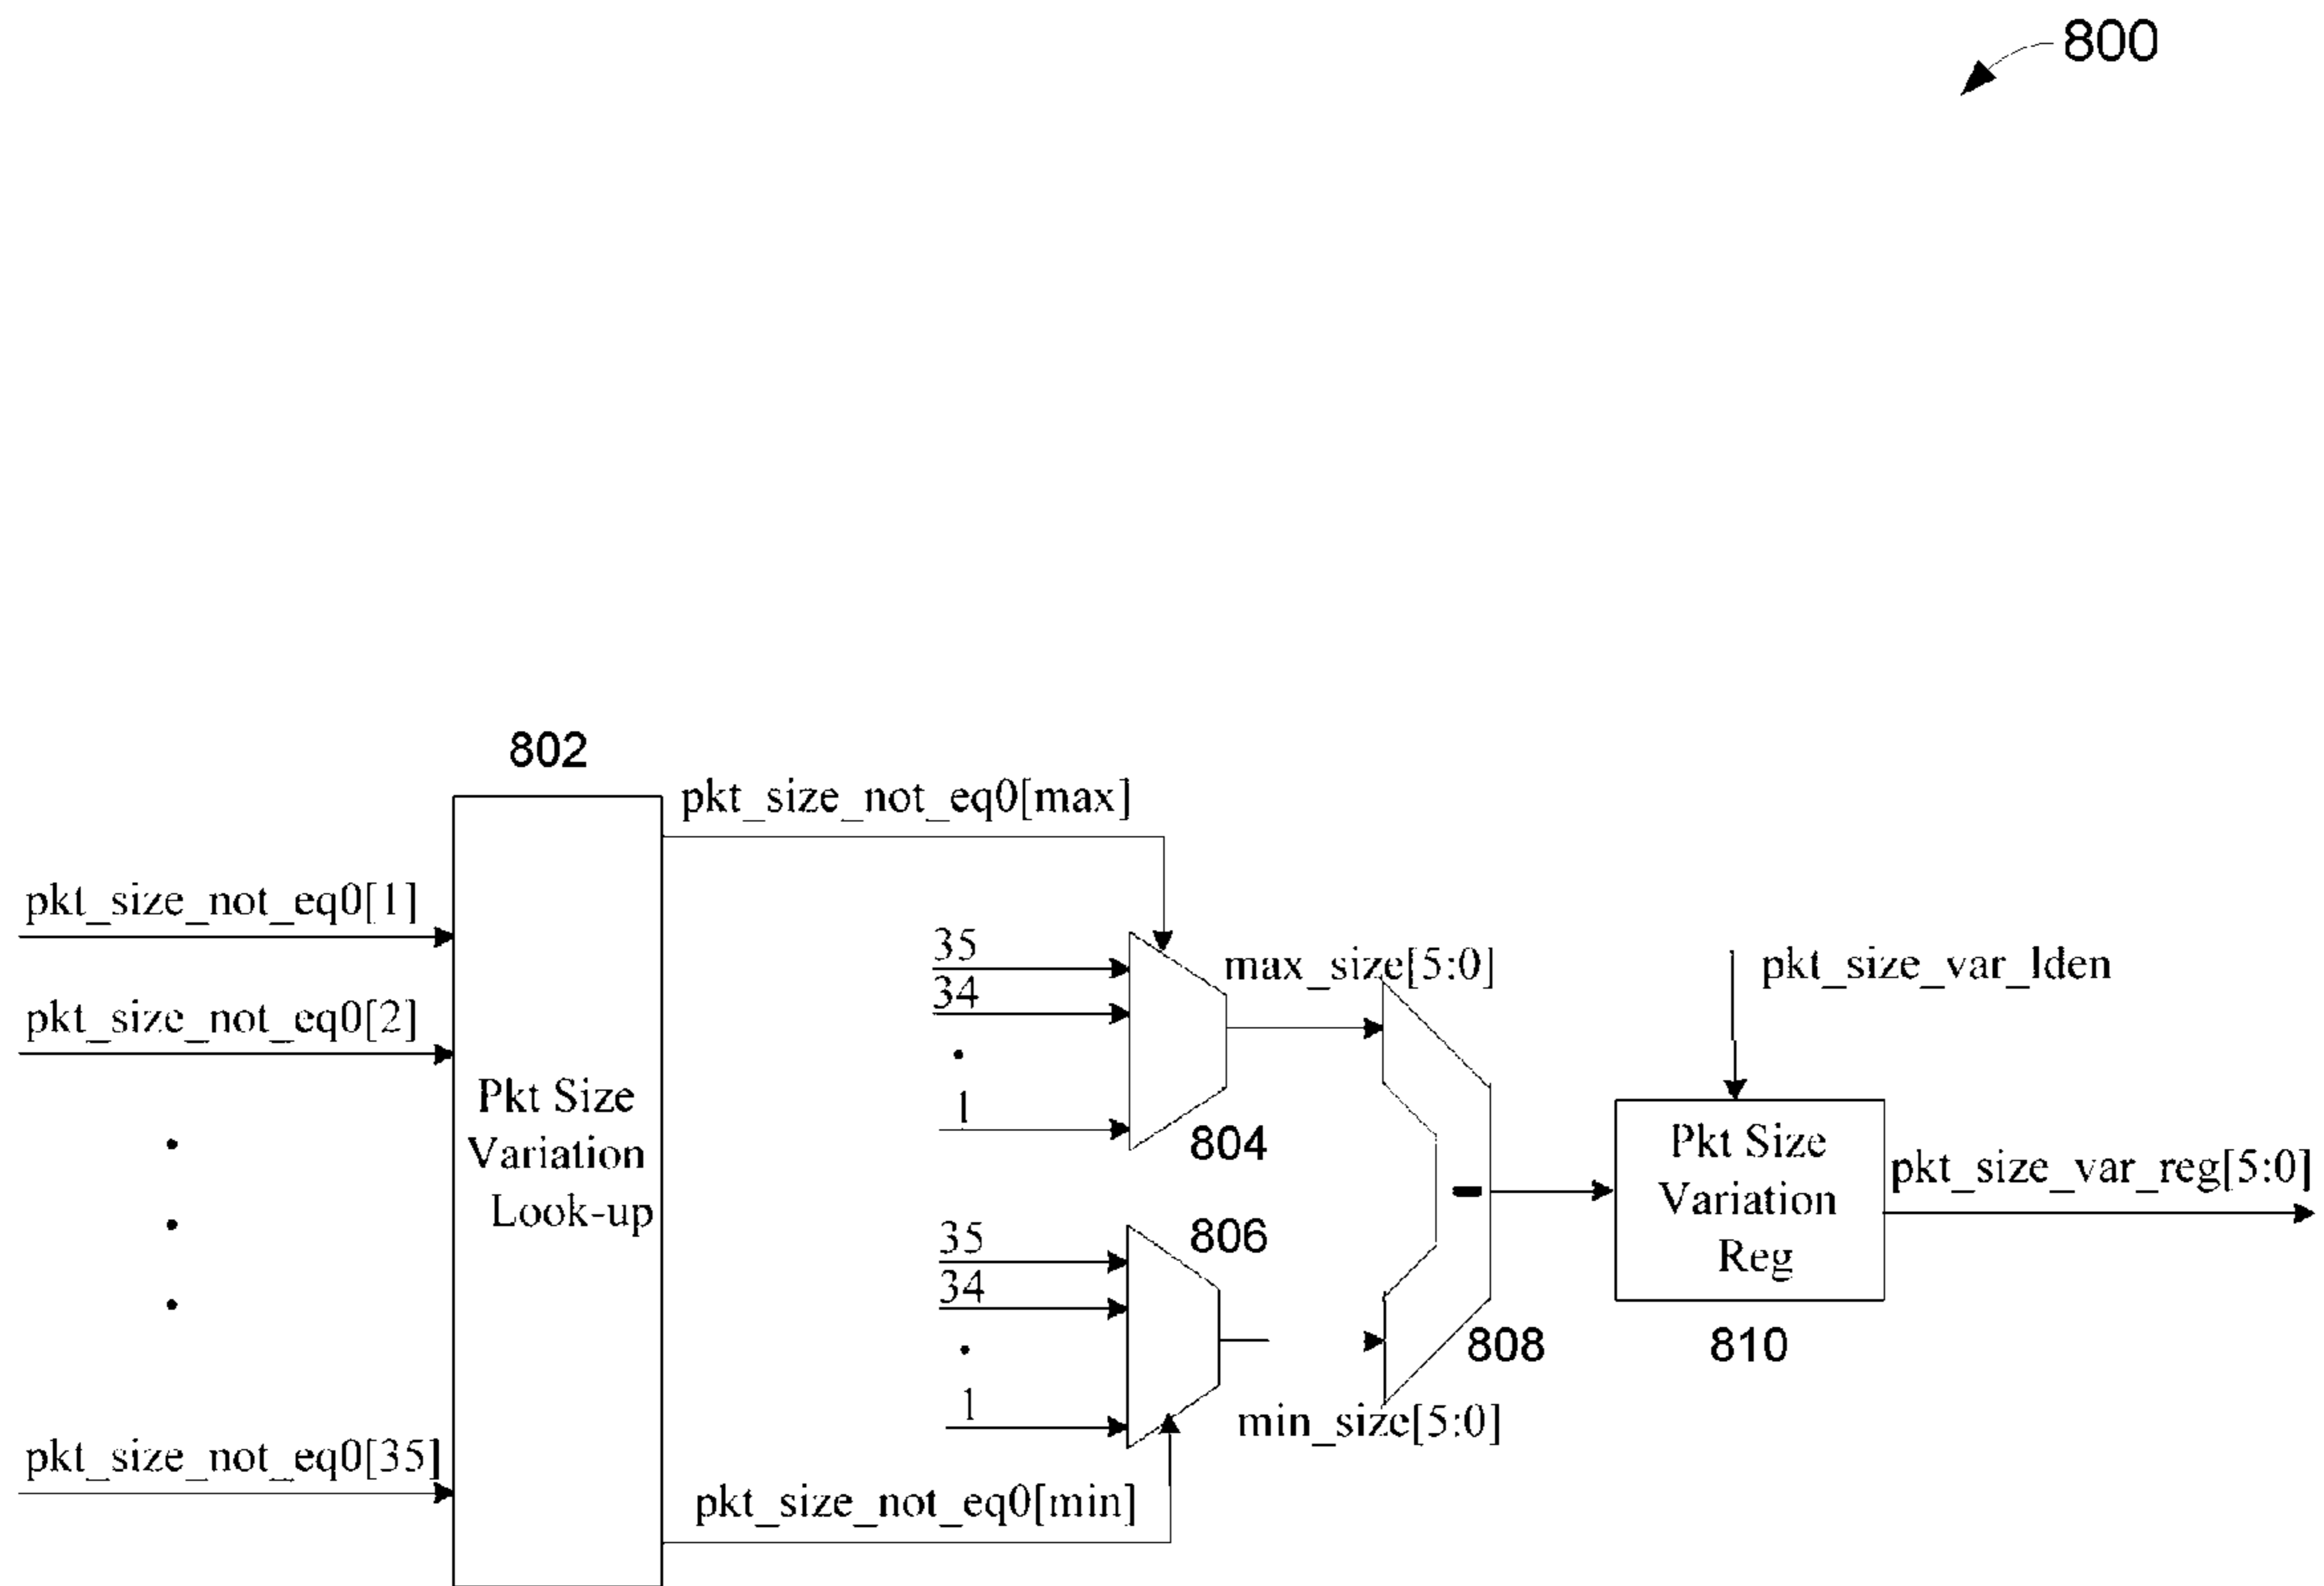 800
802
pkt_size_not_eq0[max]
pkt_size_not_eq0[1]
pkt_size_not_eq0[2]
pkt_size_not_eq0[35]
Pkt Size
Variation
Look-up
35
34
1
804
max_size[5:0]
35
34
1
806
min_size[5:0]
pkt_size_not_eq0[min]
808
pkt_size_var_lden
Pkt Size
Variation
Reg
810
pkt_size_var_reg[5:0]